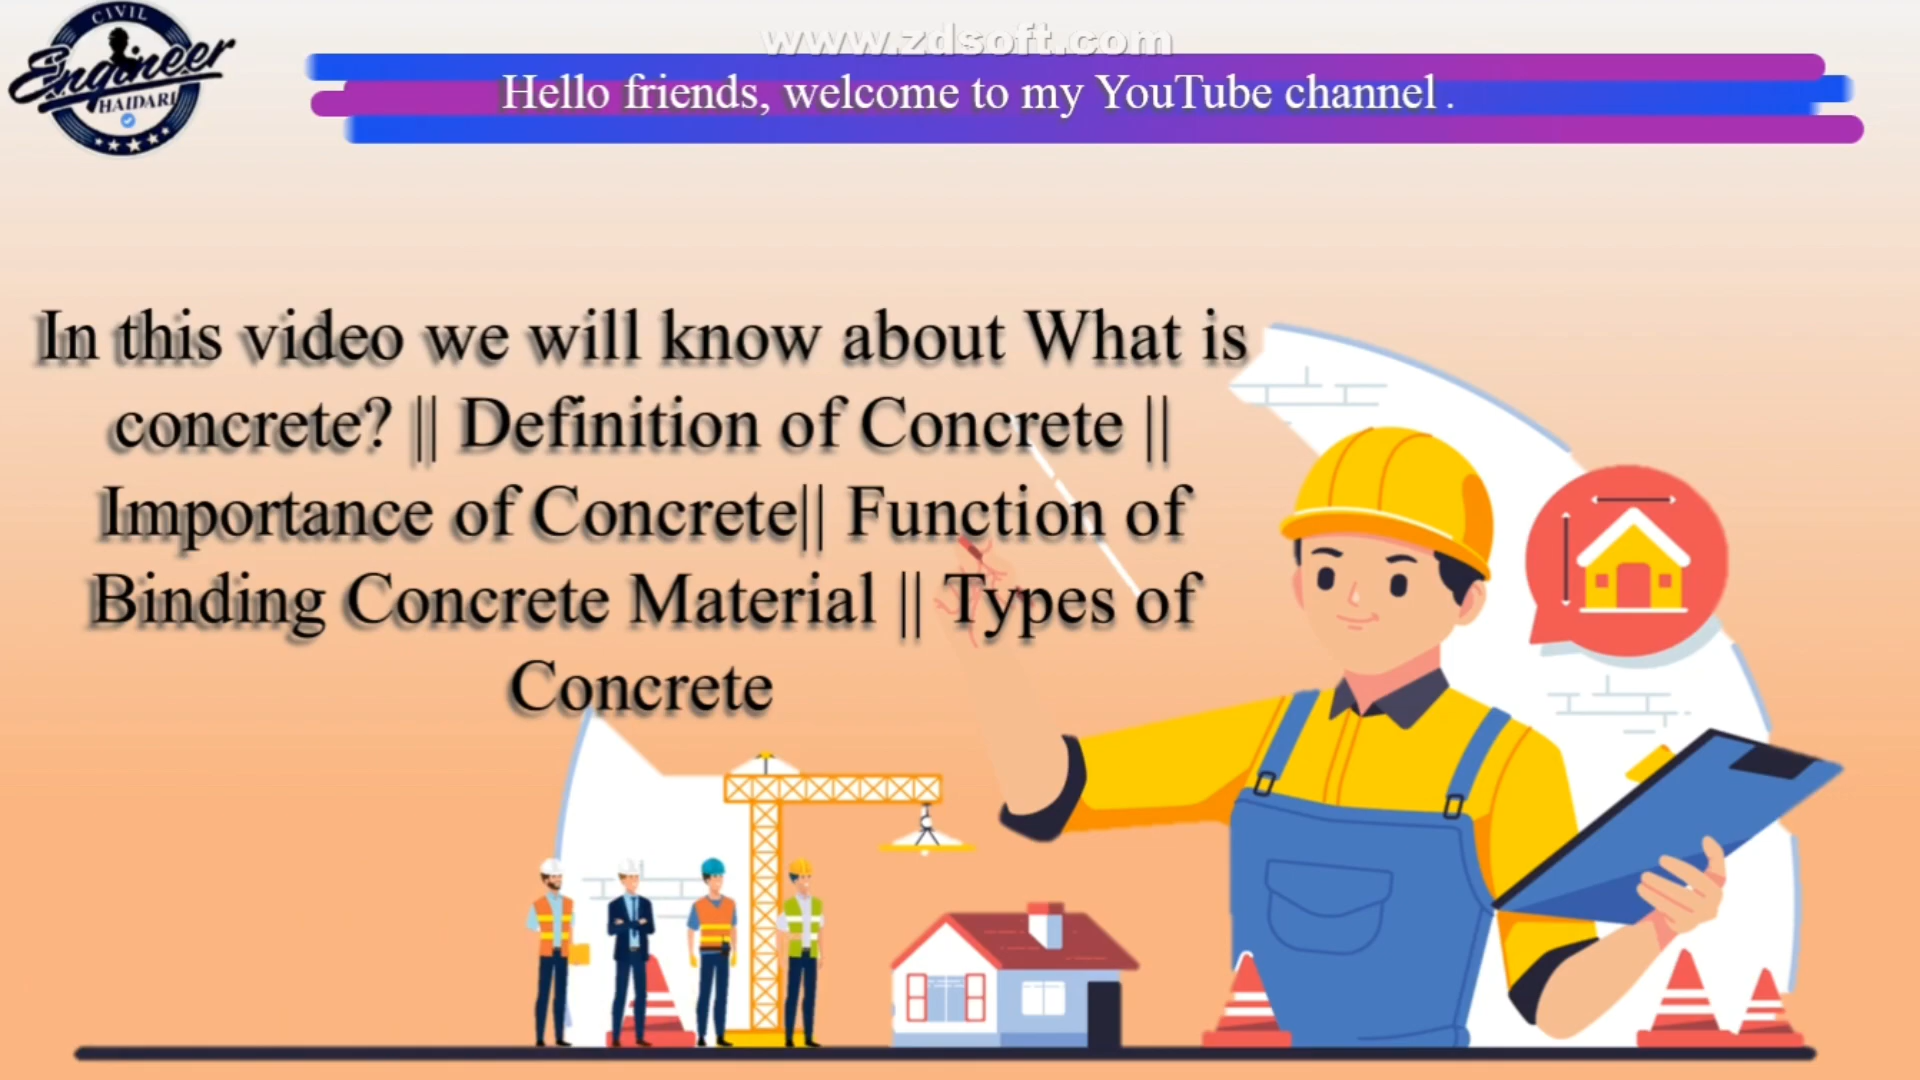 CIVIL
Engineer
HAIDARI
www.zdsoft.com
Hello friends, welcome to my YouTube channel .
In this video we will know about What is
concrete? || Definition of Concrete ||
Importance of Concrete|| Function of
Binding Concrete Material || Types of
Concrete